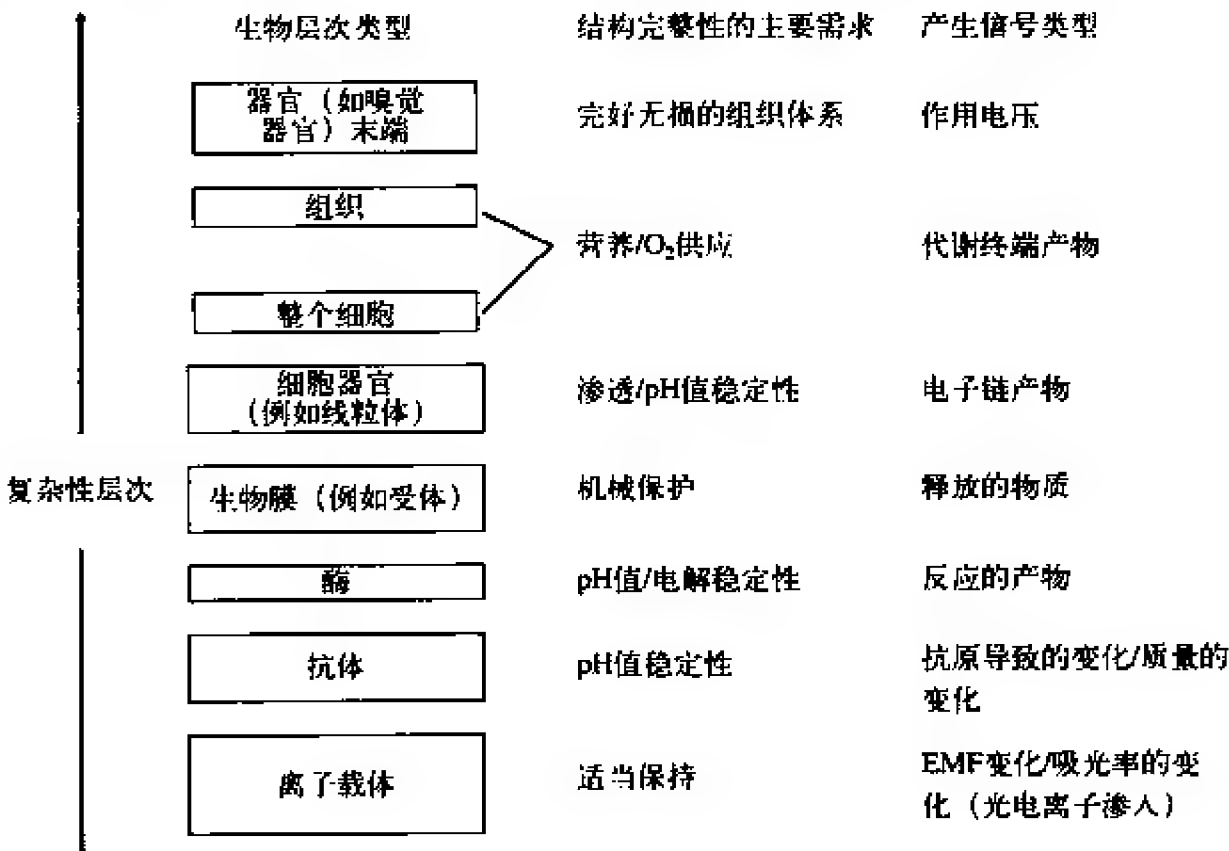 生物层次类型 结构完整性的主要需求 产生信号类型
器官（如嗅觉
器官）末端 完好无损的组织体系 作用电压
组织
营养/O₂供应 代谢终端产物
整个细胞
细胞器官
（例如线粒体） 渗透/pH值稳定性 电子链产物
复杂性层次 生物膜（例如受体） 机械保护 释放的物质
酶 pH值/电解稳定性 反应的产物
抗体 pH值稳定性 抗原导致的变化/质量的
变化
离子载体 适当保持 EMF变化/吸光率的变
化（光电离子渗入）